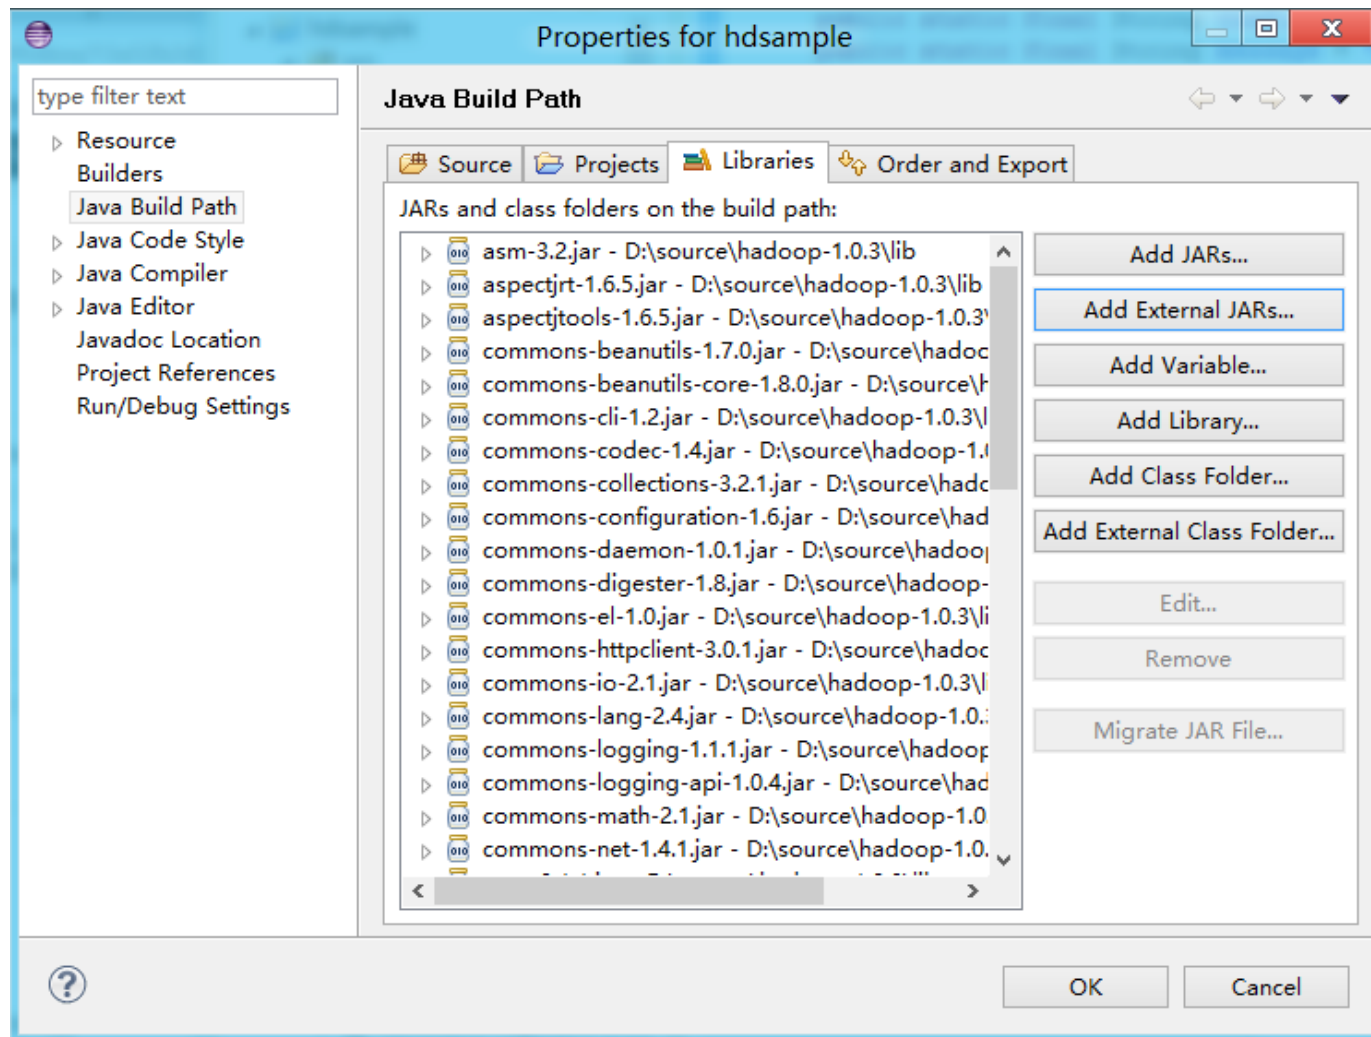 Properties for hdsample
type filter text
Resource
Builders
Java Build Path
Java Code Style
Java Compiler
Java Editor
Javadoc Location
Project References
Run/Debug Settings
Java Build Path
Source Projects Libraries Order and Export
JARs and class folders on the build path:
asm-3.2.jar - D:\source\hadoop-1.0.3\lib
aspectjrt-1.6.5.jar - D:\source\hadoop-1.0.3\lib
aspectjtools-1.6.5.jar - D:\source\hadoop-1.0.3\
commons-beanutils-1.7.0.jar - D:\source\hadoc
commons-beanutils-core-1.8.0.jar - D:\source\h
commons-cli-1.2.jar - D:\source\hadoop-1.0.3\l
commons-codec-1.4.jar - D:\source\hadoop-1.
commons-collections-3.2.1.jar - D:\source\hadc
commons-configuration-1.6.jar - D:\source\had
commons-daemon-1.0.1.jar - D:\source\hadoo
commons-digester-1.8.jar - D:\source\hadoop-
commons-el-1.0.jar - D:\source\hadoop-1.0.3\li
commons-httpclient-3.0.1.jar - D:\source\hadoc
commons-io-2.1.jar - D:\source\hadoop-1.0.3\l
commons-lang-2.4.jar - D:\source\hadoop-1.0.
commons-logging-1.1.1.jar - D:\source\hadoop
commons-logging-api-1.0.4.jar - D:\source\had
commons-math-2.1.jar - D:\source\hadoop-1.0
commons-net-1.4.1.jar - D:\source\hadoop-1.0.
Add JARs...
Add External JARs...
Add Variable...
Add Library...
Add Class Folder...
Add External Class Folder...
Edit...
Remove
Migrate JAR File...
OK Cancel